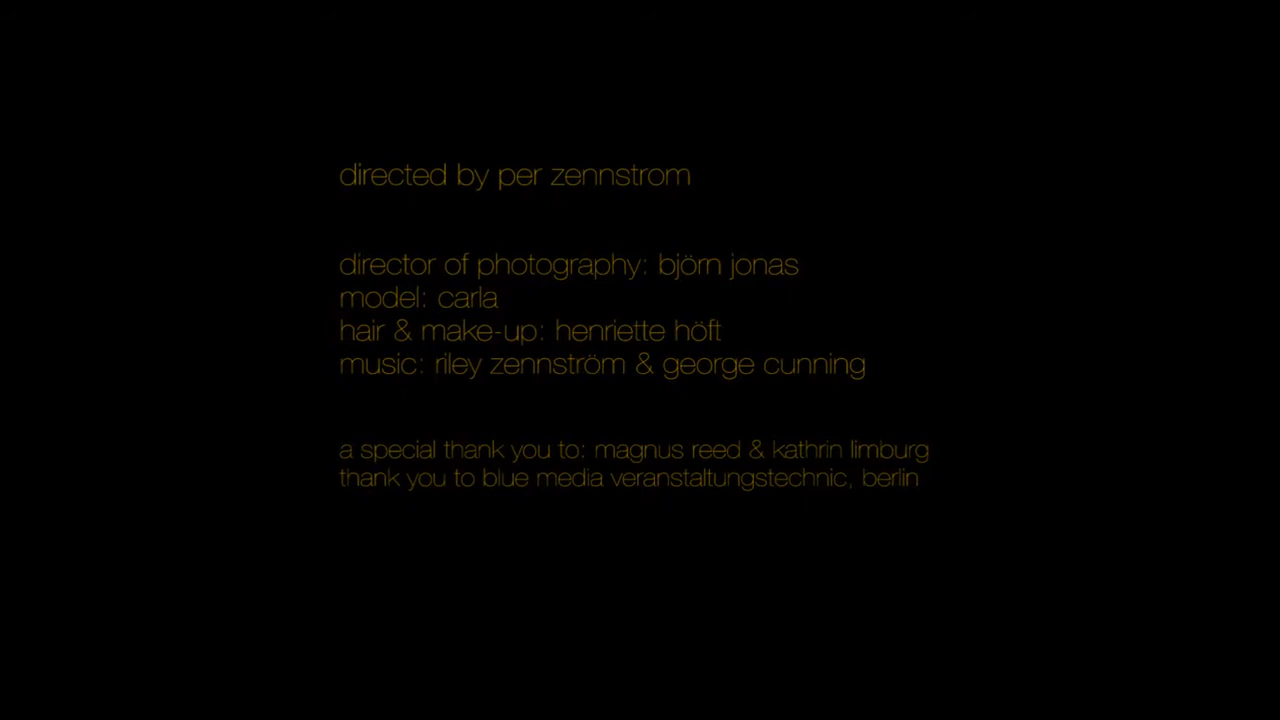 directed by per zennstrom
director of photography: björn jonas
model: carla
hair & make-up: henriette höft
music: riley zennström & george cunning
a special thank you to: magnus reed & kathrin limburg
thank you to blue media veranstaltungstechnic, berlin